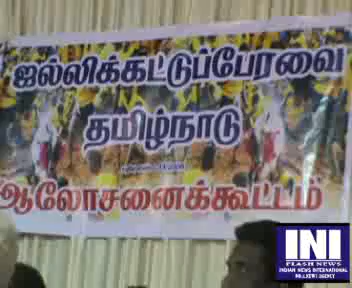 ஜல்லிக்கட்டுப்பேரவை
தமிழ்நாடு
ஆலோசனைக்கூட்டம்
INI
FLASH NEWS
INDIAN NEWS INTERNATIONAL